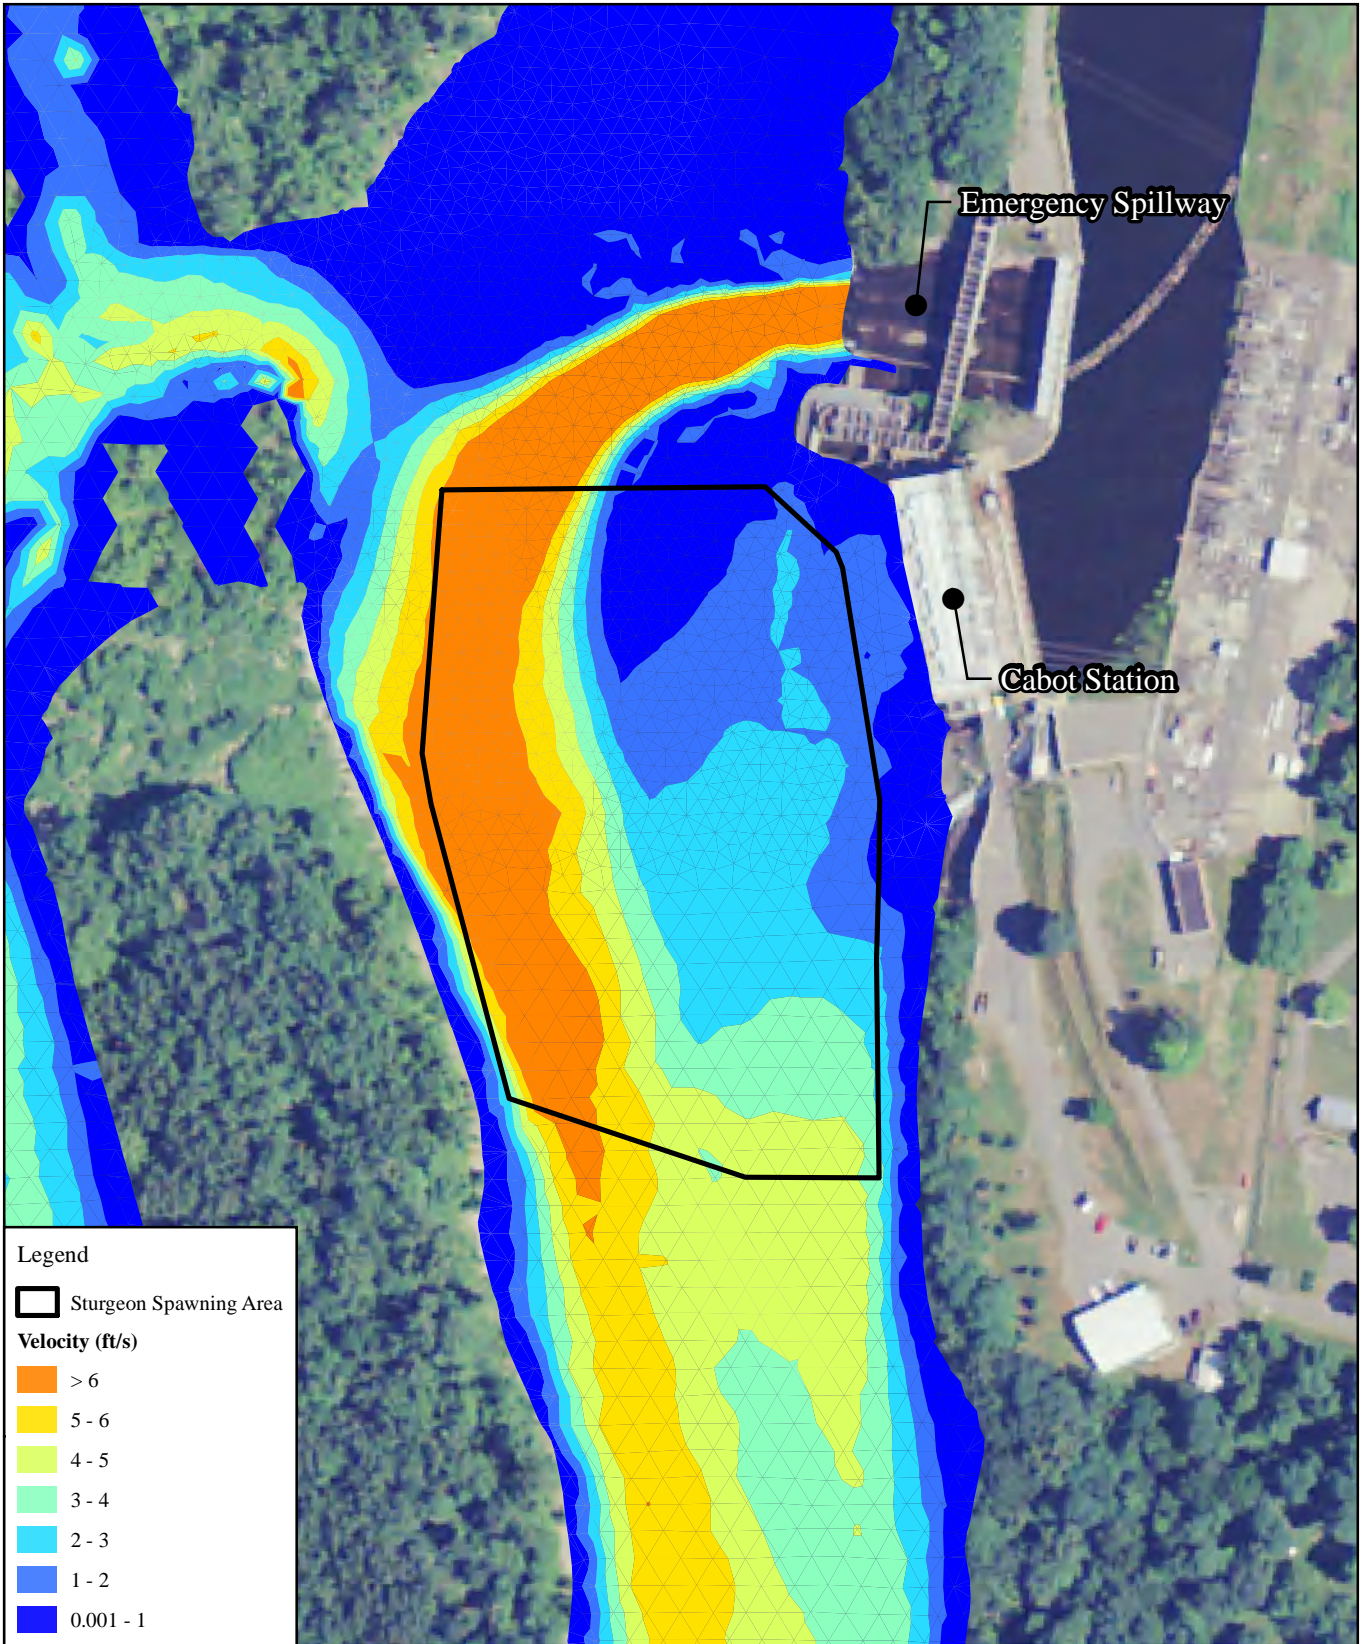 Emergency Spillway
Cabot Station
Legend
Sturgeon Spawning Area
Velocity (ft/s)
> 6
5 - 6
4 - 5
3 - 4
2 - 3
1 - 2
0.001 - 1